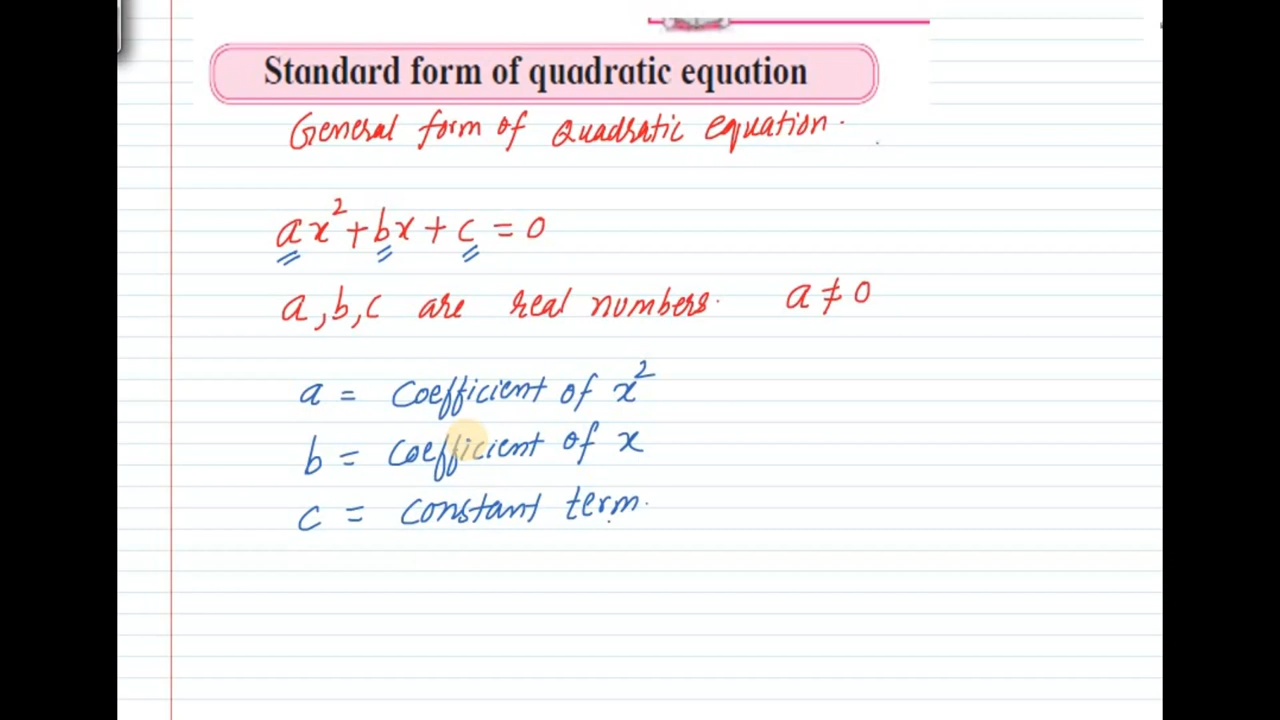 Standard form of quadratic equation
General form of Quadratic equation.
ax²+bx+c=0
a,b,c are real numbers. a≠0
a = coefficient of x²
b = coefficient of x
c = constant term.